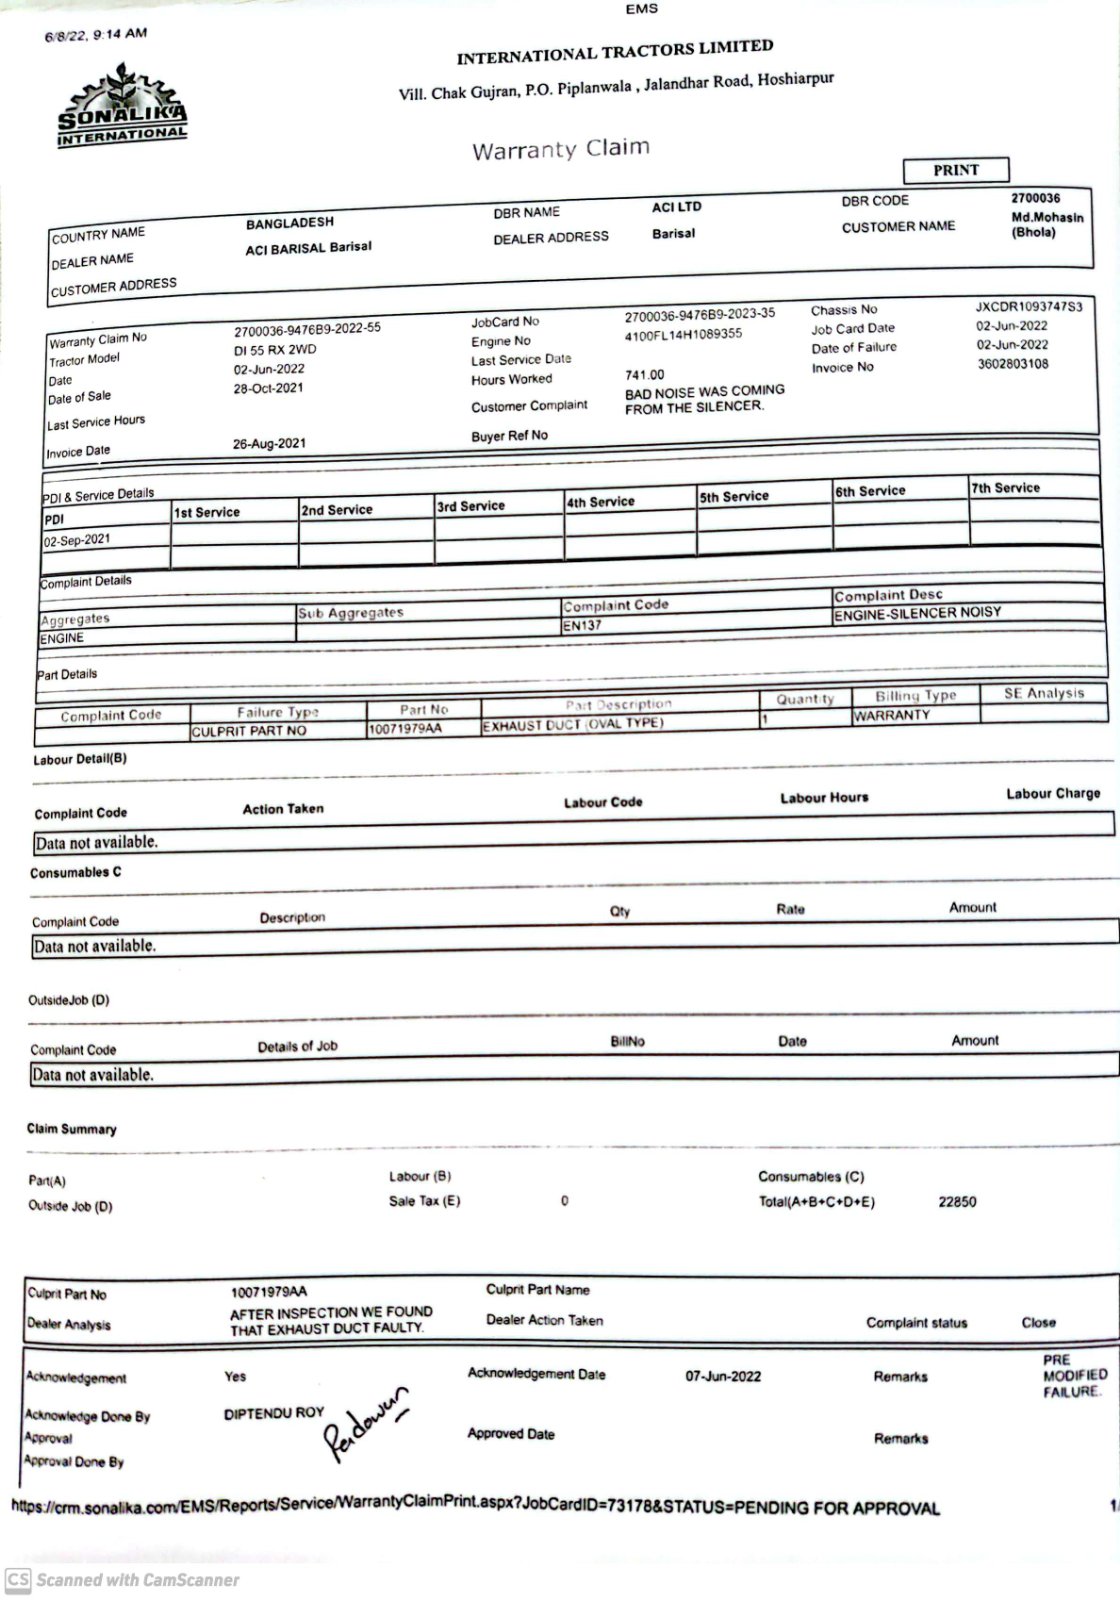 6/8/22, 9:14 AM
EMS
SONALIKA
INTERNATIONAL
INTERNATIONAL TRACTORS LIMITED
Vill. Chak Gujran, P.O. Piplanwala , Jalandhar Road, Hoshiarpur
Warranty Claim
PRINT
COUNTRY NAME BANGLADESH DBR NAME ACI LTD DBR CODE 2700036
DEALER NAME ACI BARISAL Barisal DEALER ADDRESS Barisal CUSTOMER NAME Md.Mohasin
(Bhola)
CUSTOMER ADDRESS
Warranty Claim No 2700036-9476B9-2022-55 JobCard No 2700036-9476B9-2023-35 Chassis No JXCDR1093747S3
Tractor Model DI 55 RX 2WD Engine No 4100FL14H1089355 Job Card Date 02-Jun-2022
Date 02-Jun-2022 Last Service Date Date of Failure 02-Jun-2022
Date of Sale 28-Oct-2021 Hours Worked 741.00 Invoice No 3602803108
Last Service Hours Customer Complaint BAD NOISE WAS COMING
FROM THE SILENCER.
Invoice Date 26-Aug-2021 Buyer Ref No
PDI & Service Details
PDI 1st Service 2nd Service 3rd Service 4th Service 5th Service 6th Service 7th Service
02-Sep-2021
Complaint Details
Aggregates Sub Aggregates Complaint Code Complaint Desc
ENGINE EN137 ENGINE-SILENCER NOISY
Part Details
Complaint Code Failure Type Part No Part Description Quantity Billing Type SE Analysis
CULPRIT PART NO 10071979AA EXHAUST DUCT (OVAL TYPE) 1 WARRANTY
Labour Detail(B)
Complaint Code Action Taken Labour Code Labour Hours Labour Charge
Data not available.
Consumables C
Complaint Code Description Qty Rate Amount
Data not available.
OutsideJob (D)
Complaint Code Details of Job BillNo Date Amount
Data not available.
Claim Summary
Part(A) Labour (B) Consumables (C)
Outside Job (D) Sale Tax (E) 0 Total(A+B+C+D+E) 22850
Culprit Part No 10071979AA Culprit Part Name
Dealer Analysis AFTER INSPECTION WE FOUND
THAT EXHAUST DUCT FAULTY. Dealer Action Taken Complaint status Close
Acknowledgement Yes Acknowledgement Date 07-Jun-2022 Remarks PRE
MODIFIED
FAILURE.
Acknowledge Done By DIPTENDU ROY
Approval Approved Date Remarks
Approval Done By
https://crm.sonalika.com/EMS/Reports/Service/WarrantyClaimPrint.aspx?JobCardID=73178&STATUS=PENDING FOR APPROVAL 1/
CS Scanned with CamScanner